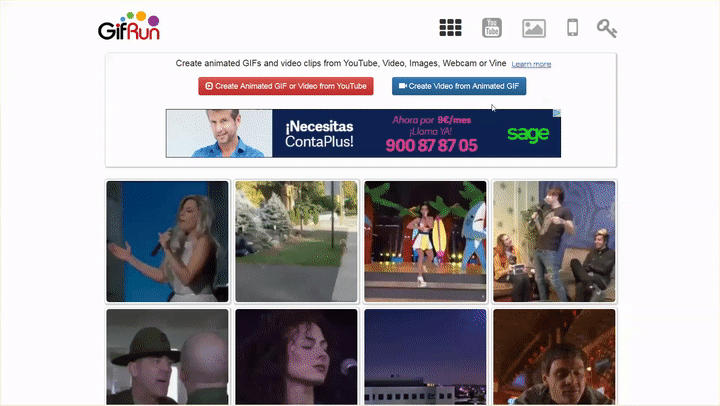 GifRun
You
Tube
Create animated GIFs and video clips from YouTube, Video, Images, Webcam or Vine Learn more
Create Animated GIF or Video from YouTube
Create Video from Animated GIF
¡Necesitas
ContaPlus!
Ahora por 9€/mes
¡Llama YA!
900 87 87 05
sage